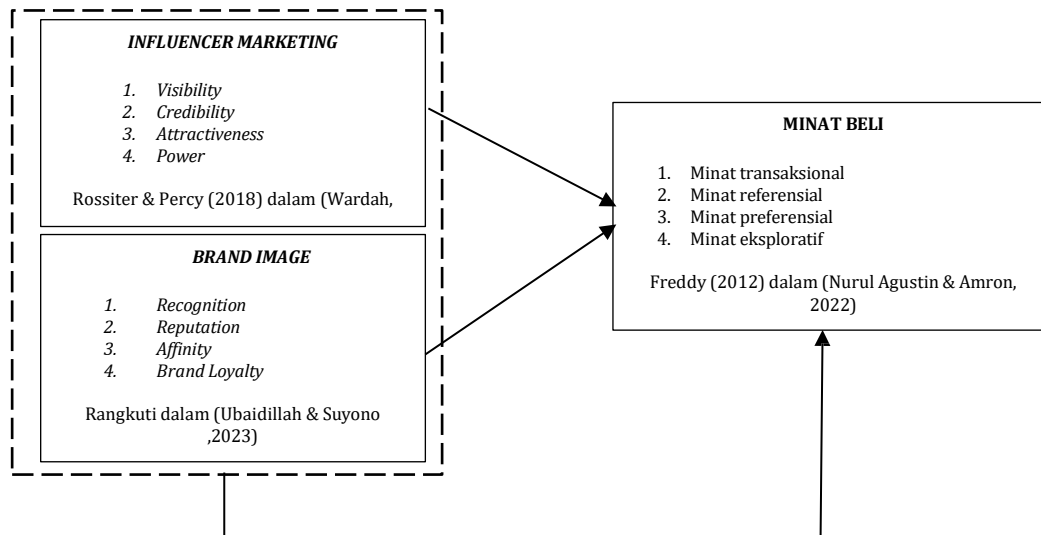 INFLUENCER MARKETING
1. Visibility
2. Credibility
3. Attractiveness
4. Power
Rossiter & Percy (2018) dalam (Wardah,
BRAND IMAGE
1. Recognition
2. Reputation
3. Affinity
4. Brand Loyalty
Rangkuti dalam (Ubaidillah & Suyono
,2023)
MINAT BELI
1. Minat transaksional
2. Minat referensial
3. Minat preferensial
4. Minat eksploratif
Freddy (2012) dalam (Nurul Agustin & Amron,
2022)